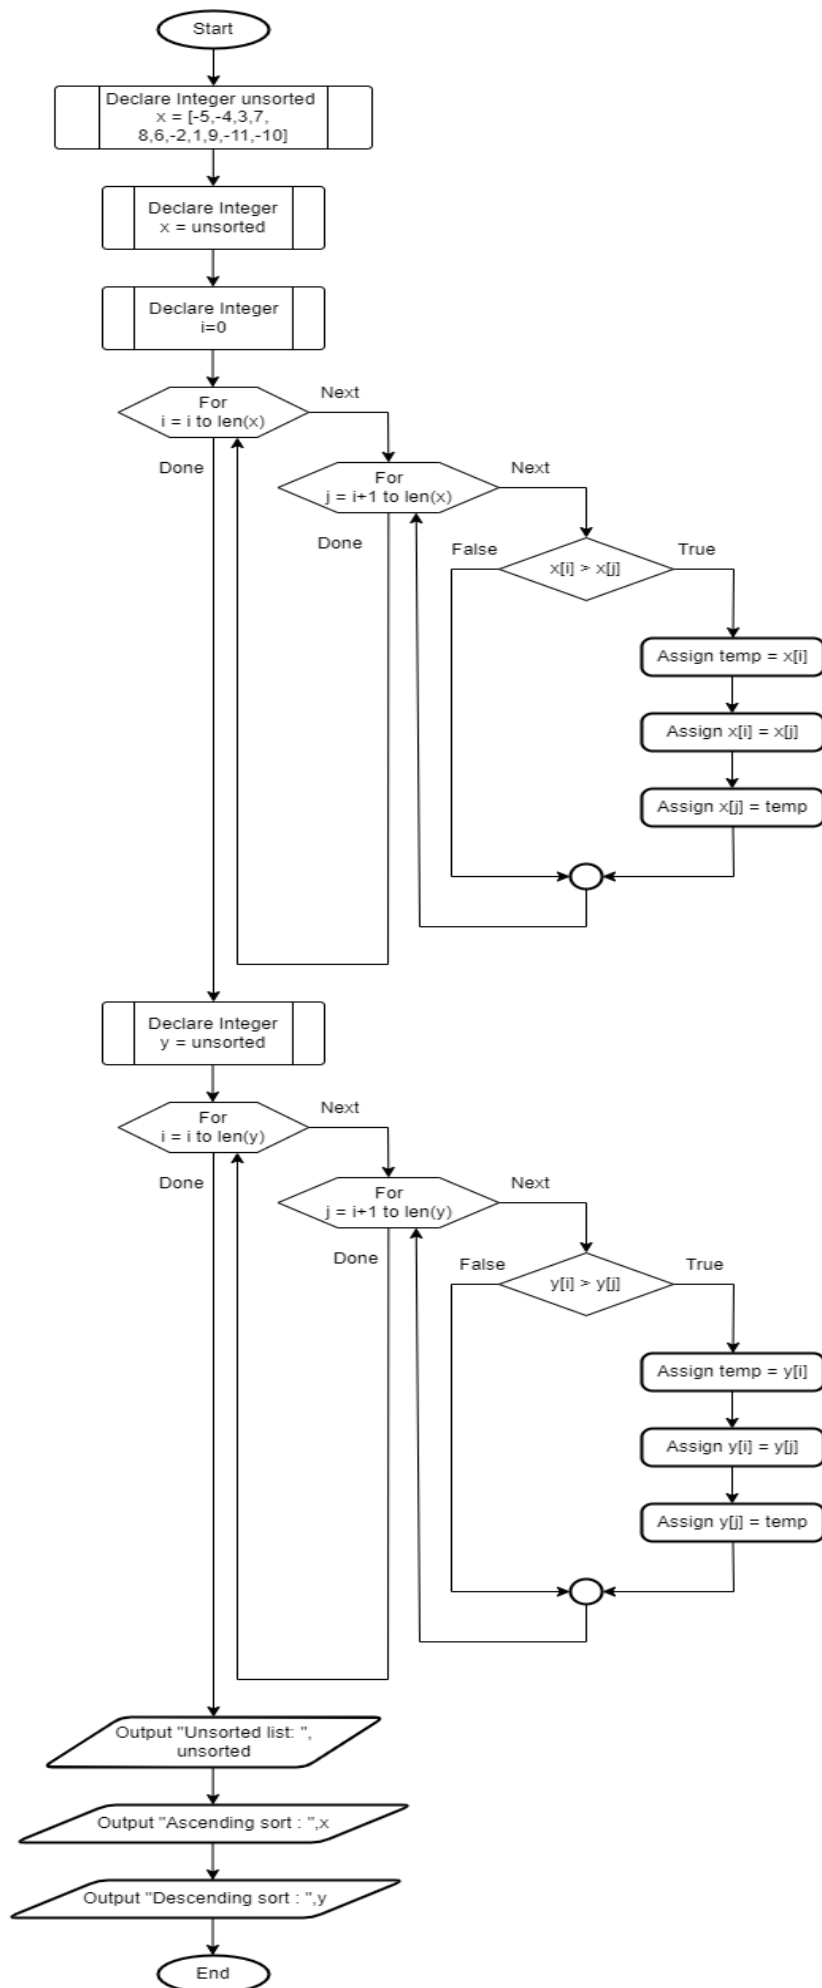 Start
Declare Integer unsorted
x = [-5,-4,3,7,
8,6,-2,1,9,-11,-10]
Declare Integer
x = unsorted
Declare Integer
i=0
For
i = i to len(x)
Next
Done
For
j = i+1 to len(x)
Next
Done
False
x[i] > x[j]
True
Assign temp = x[i]
Assign x[i] = x[j]
Assign x[j] = temp
Declare Integer
y = unsorted
For
i = i to len(y)
Next
Done
For
j = i+1 to len(y)
Next
Done
False
y[i] > y[j]
True
Assign temp = y[i]
Assign y[i] = y[j]
Assign y[j] = temp
Output "Unsorted list: ",
unsorted
Output "Ascending sort : ",x
Output "Descending sort : ",y
End